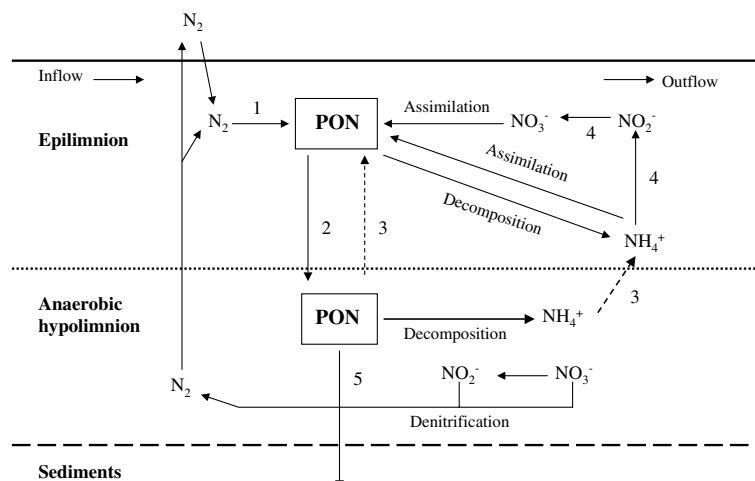 N₂
Inflow
Outflow
N₂
1
PON
Assimilation
NO₃⁻
4
NO₂⁻
Epilimnion
Assimilation
4
Decomposition
2
3
NH₄⁺
Anaerobic
hypolimnion
PON
Decomposition
NH₄⁺
3
N₂
5
NO₂⁻
NO₃⁻
Denitrification
Sediments